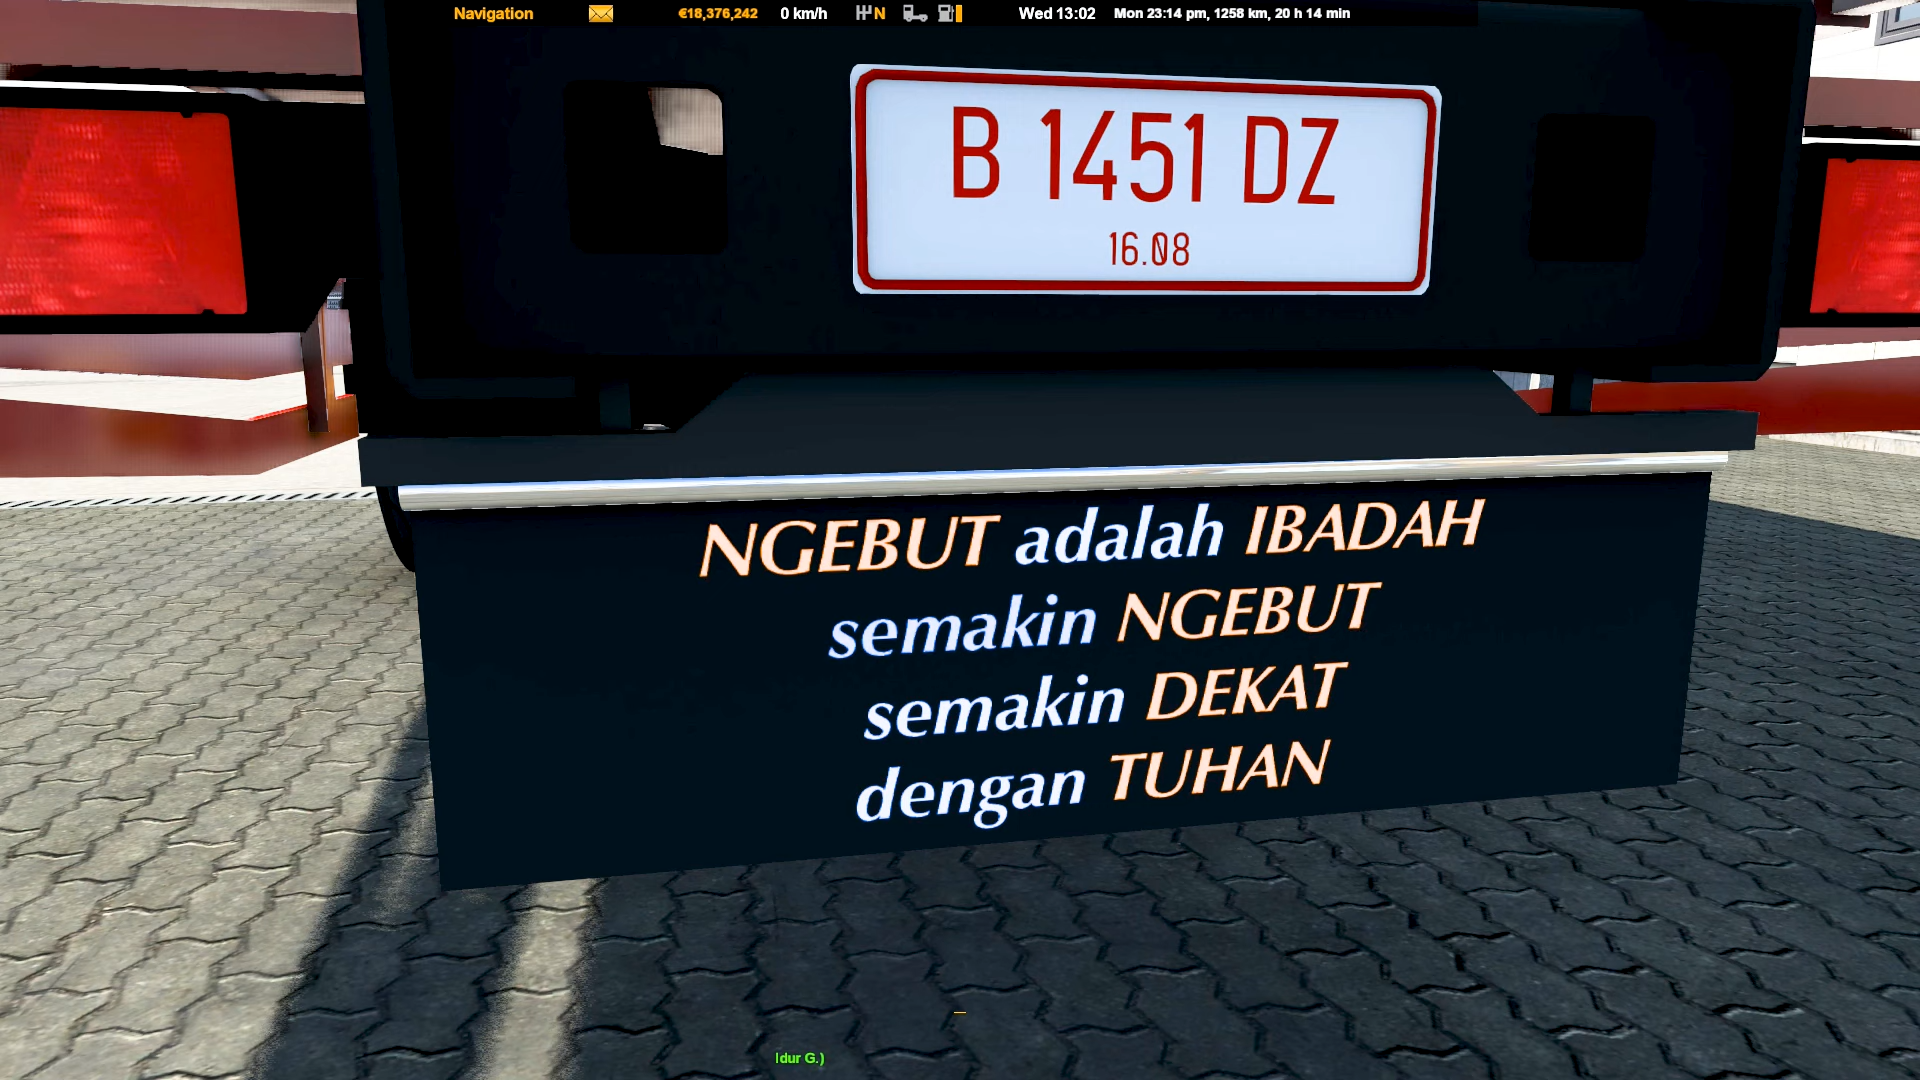 Navigation €18,376,242 0 km/h N Wed 13:02 Mon 23:14 pm, 1258 km, 20 h 14 min
B 1451 DZ
16.08
NGEBUT adalah IBADAH
semakin NGEBUT
semakin DEKAT
dengan TUHAN
ldur G.)